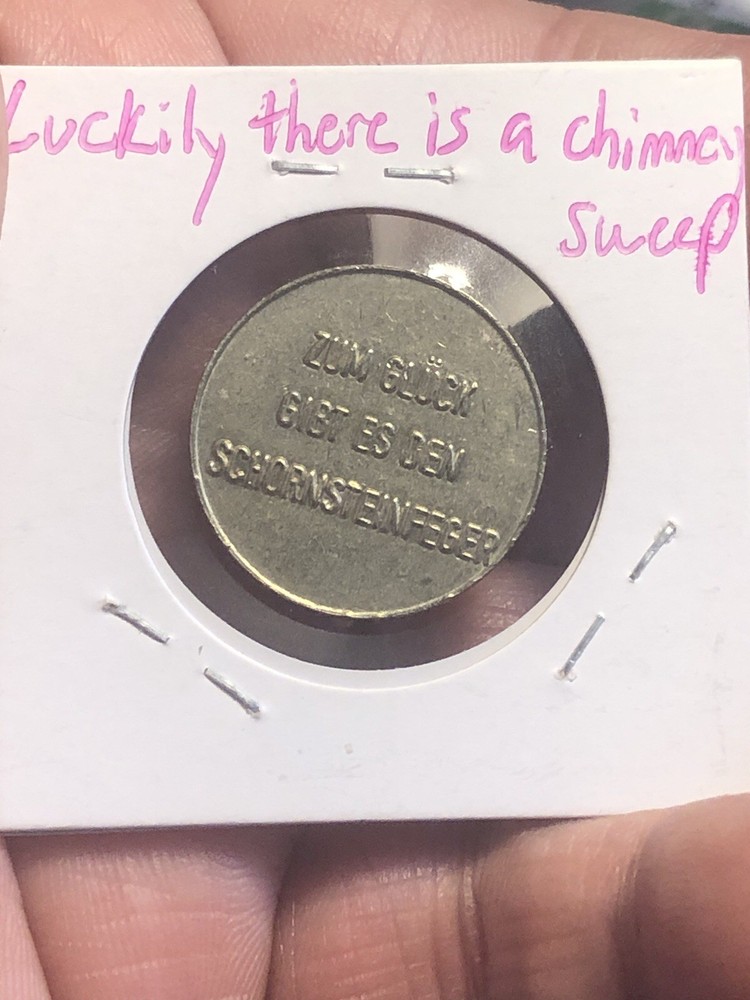 Luckily there is a chimney
sweep
ZUM GLÜCK
GIBT ES DEN
SCHORNSTEINFEGER